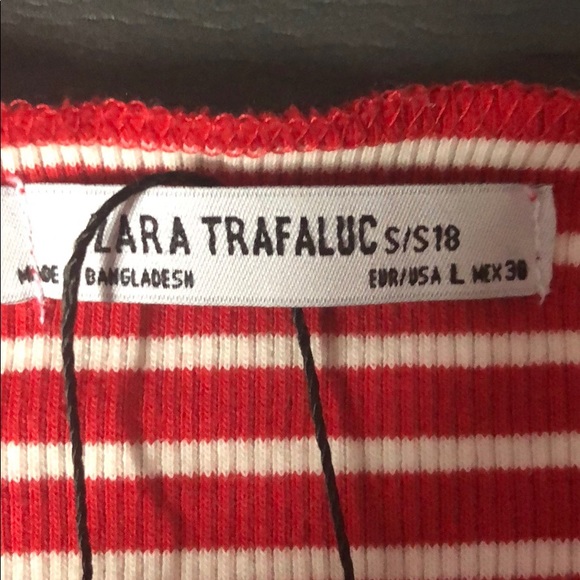 ZARA TRAFALUC S/S18
MADE BANGLADESH EUR/USA L MEX 30